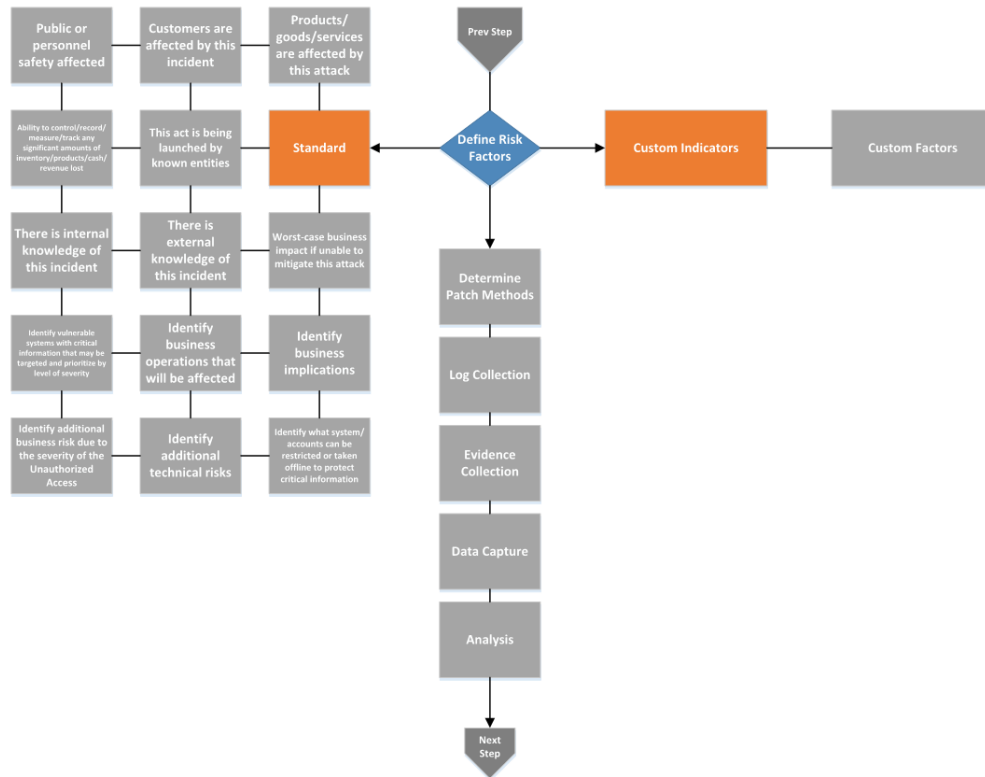 Public or
personnel
safety affected
Customers are
affected by this
incident
Products/
goods/services
are affected by
this attack
Prev Step
Ability to control/record/
measure/track any
significant amounts of
inventory/products/cash/
revenue lost
This act is being
launched by
known entities
Standard
Define Risk
Factors
Custom Indicators
Custom Factors
There is internal
knowledge of
this incident
There is
external
knowledge of
this incident
Worst-case business
impact if unable to
mitigate this attack
Determine
Patch Methods
Identify vulnerable
systems with critical
information that may be
targeted and prioritize by
level of severity
Identify
business
operations that
will be affected
Identify
business
implications
Log Collection
Identify additional
business risk due to
the severity of the
Unauthorized
Access
Identify
additional
technical risks
Identify what system/
accounts can be
restricted or taken
offline to protect
critical information
Evidence
Collection
Data Capture
Analysis
Next
Step